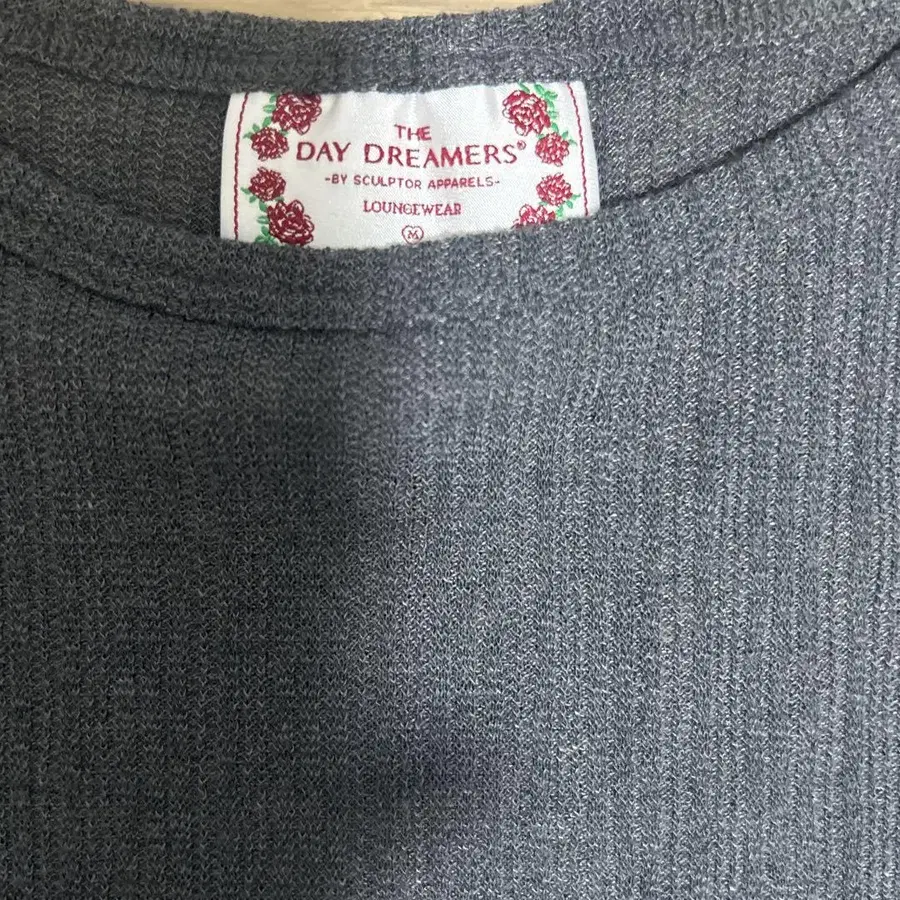 THE
DAY DREAMERS®
-BY SCULPTOR APPARELS-
LOUNGEWEAR
M